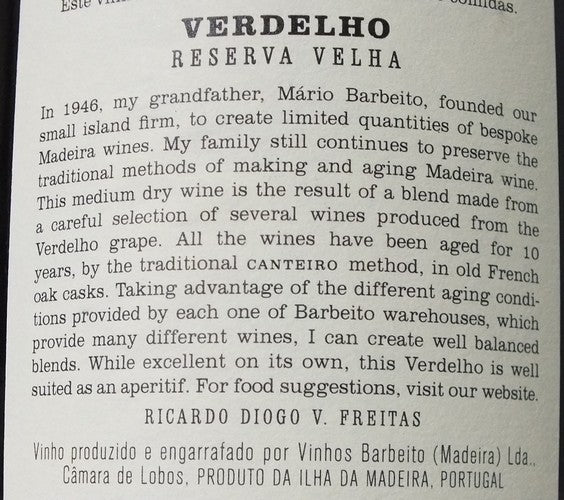 Este
comidas.
VERDELHO
RESERVA VELHA
In 1946, my grandfather, Mário Barbeito, founded our
small island firm, to create limited quantities of bespoke
Madeira wines. My family still continues to preserve the
traditional methods of making and aging Madeira wine.
This medium dry wine is the result of a blend made from
a careful selection of several wines produced from the
Verdelho grape. All the wines have been aged for 10
years, by the traditional CANTEIRO method, in old French
oak casks. Taking advantage of the different aging condi-
tions provided by each one of Barbeito warehouses, which
provide many different wines, I can create well balanced
blends. While excellent on its own, this Verdelho is well
suited as an aperitif. For food suggestions, visit our website.
RICARDO DIOGO V. FREITAS
Vinho produzido e engarrafado por Vinhos Barbeito (Madeira) Lda.,
Câmara de Lobos, PRODUTO DA ILHA DA MADEIRA, PORTUGAL